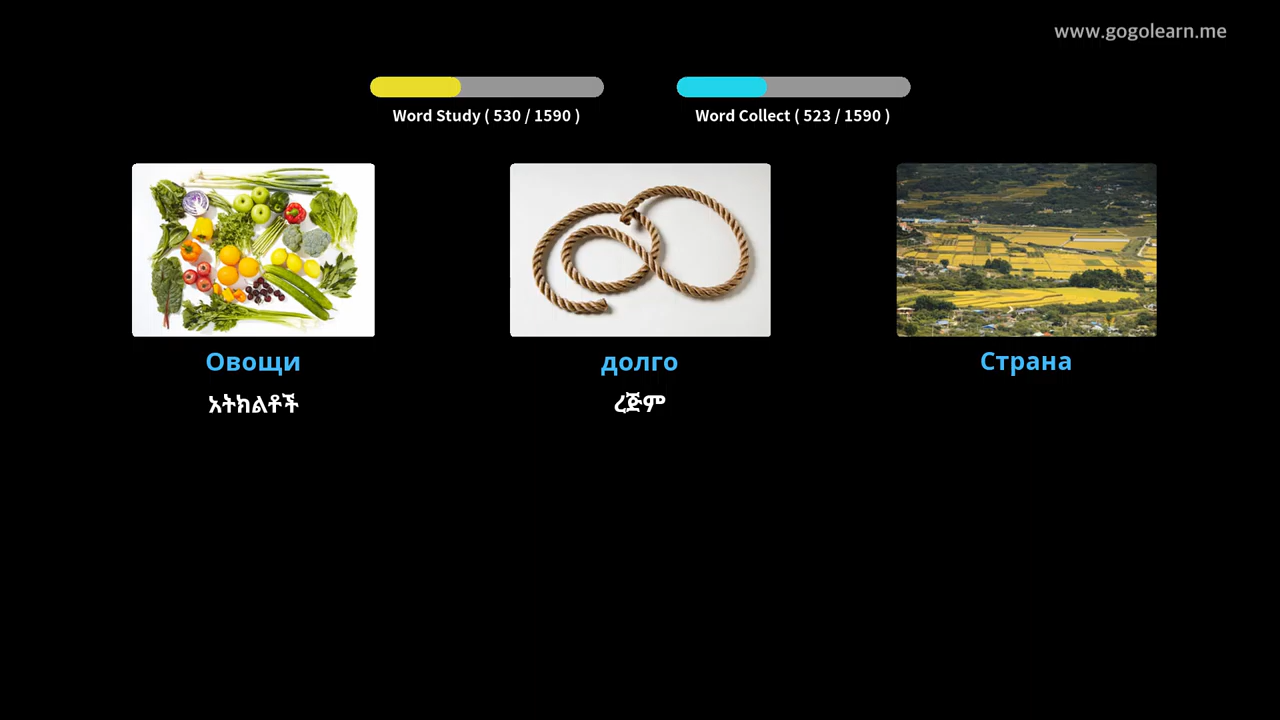 www.gogolearn.me
Word Study ( 530 / 1590 )
Word Collect ( 523 / 1590 )
Овощи
долго
Страна
አትክልቶች
ረጅም